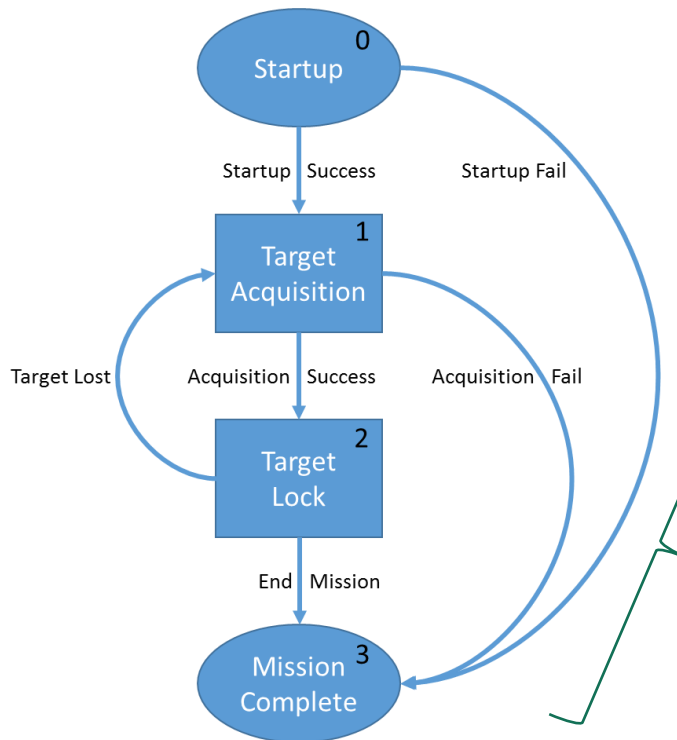 0
Startup
Startup Success
Startup Fail
1
Target
Acquisition
Target Lost
Acquisition Success
Acquisition Fail
2
Target
Lock
End Mission
3
Mission
Complete